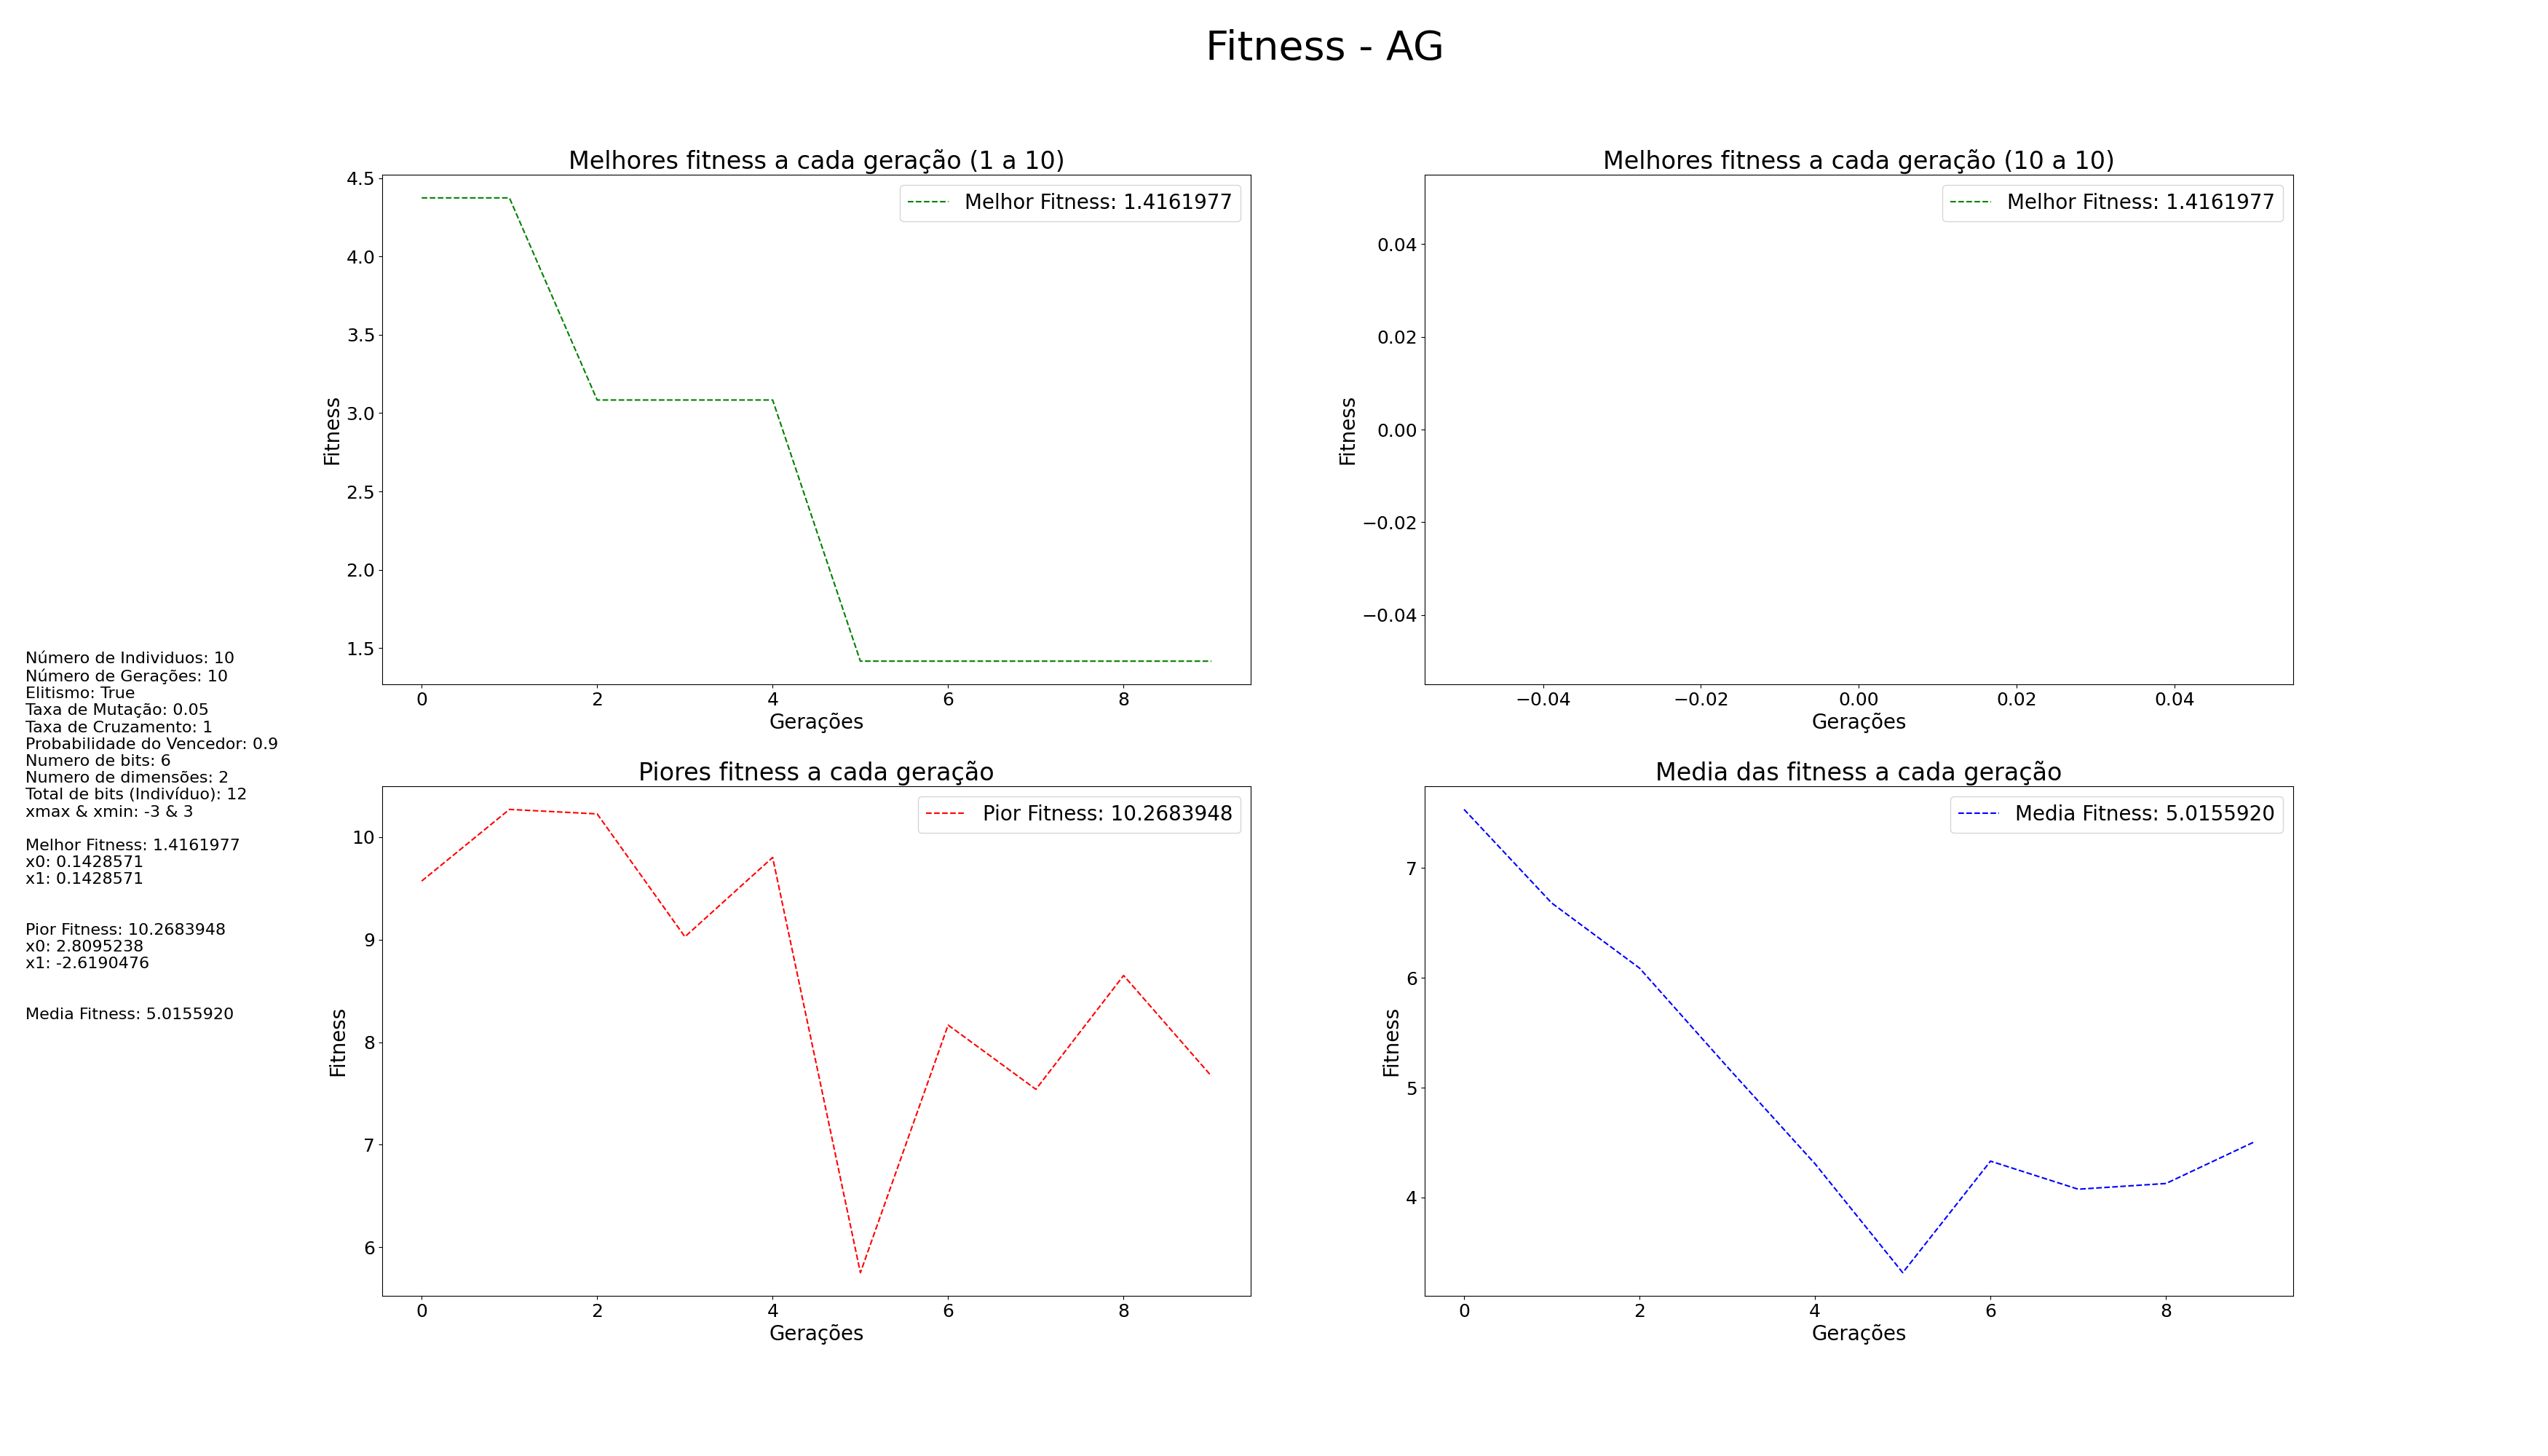 Fitness - AG
Melhores fitness a cada geração (1 a 10)
Melhor Fitness: 1.4161977
4.5
4.0
3.5
3.0
2.5
2.0
1.5
Fitness
0 2 4 6 8
Gerações
Melhores fitness a cada geração (10 a 10)
Melhor Fitness: 1.4161977
0.04
0.02
0.00
−0.02
−0.04
Fitness
−0.04 −0.02 0.00 0.02 0.04
Gerações
Número de Individuos: 10
Número de Gerações: 10
Elitismo: True
Taxa de Mutação: 0.05
Taxa de Cruzamento: 1
Probabilidade do Vencedor: 0.9
Numero de bits: 6
Numero de dimensões: 2
Total de bits (Indivíduo): 12
xmax & xmin: -3 & 3
Melhor Fitness: 1.4161977
x0: 0.1428571
x1: 0.1428571
Pior Fitness: 10.2683948
x0: 2.8095238
x1: -2.6190476
Media Fitness: 5.0155920
Piores fitness a cada geração
Pior Fitness: 10.2683948
10
9
8
7
6
Fitness
0 2 4 6 8
Gerações
Media das fitness a cada geração
Media Fitness: 5.0155920
7
6
5
4
Fitness
0 2 4 6 8
Gerações